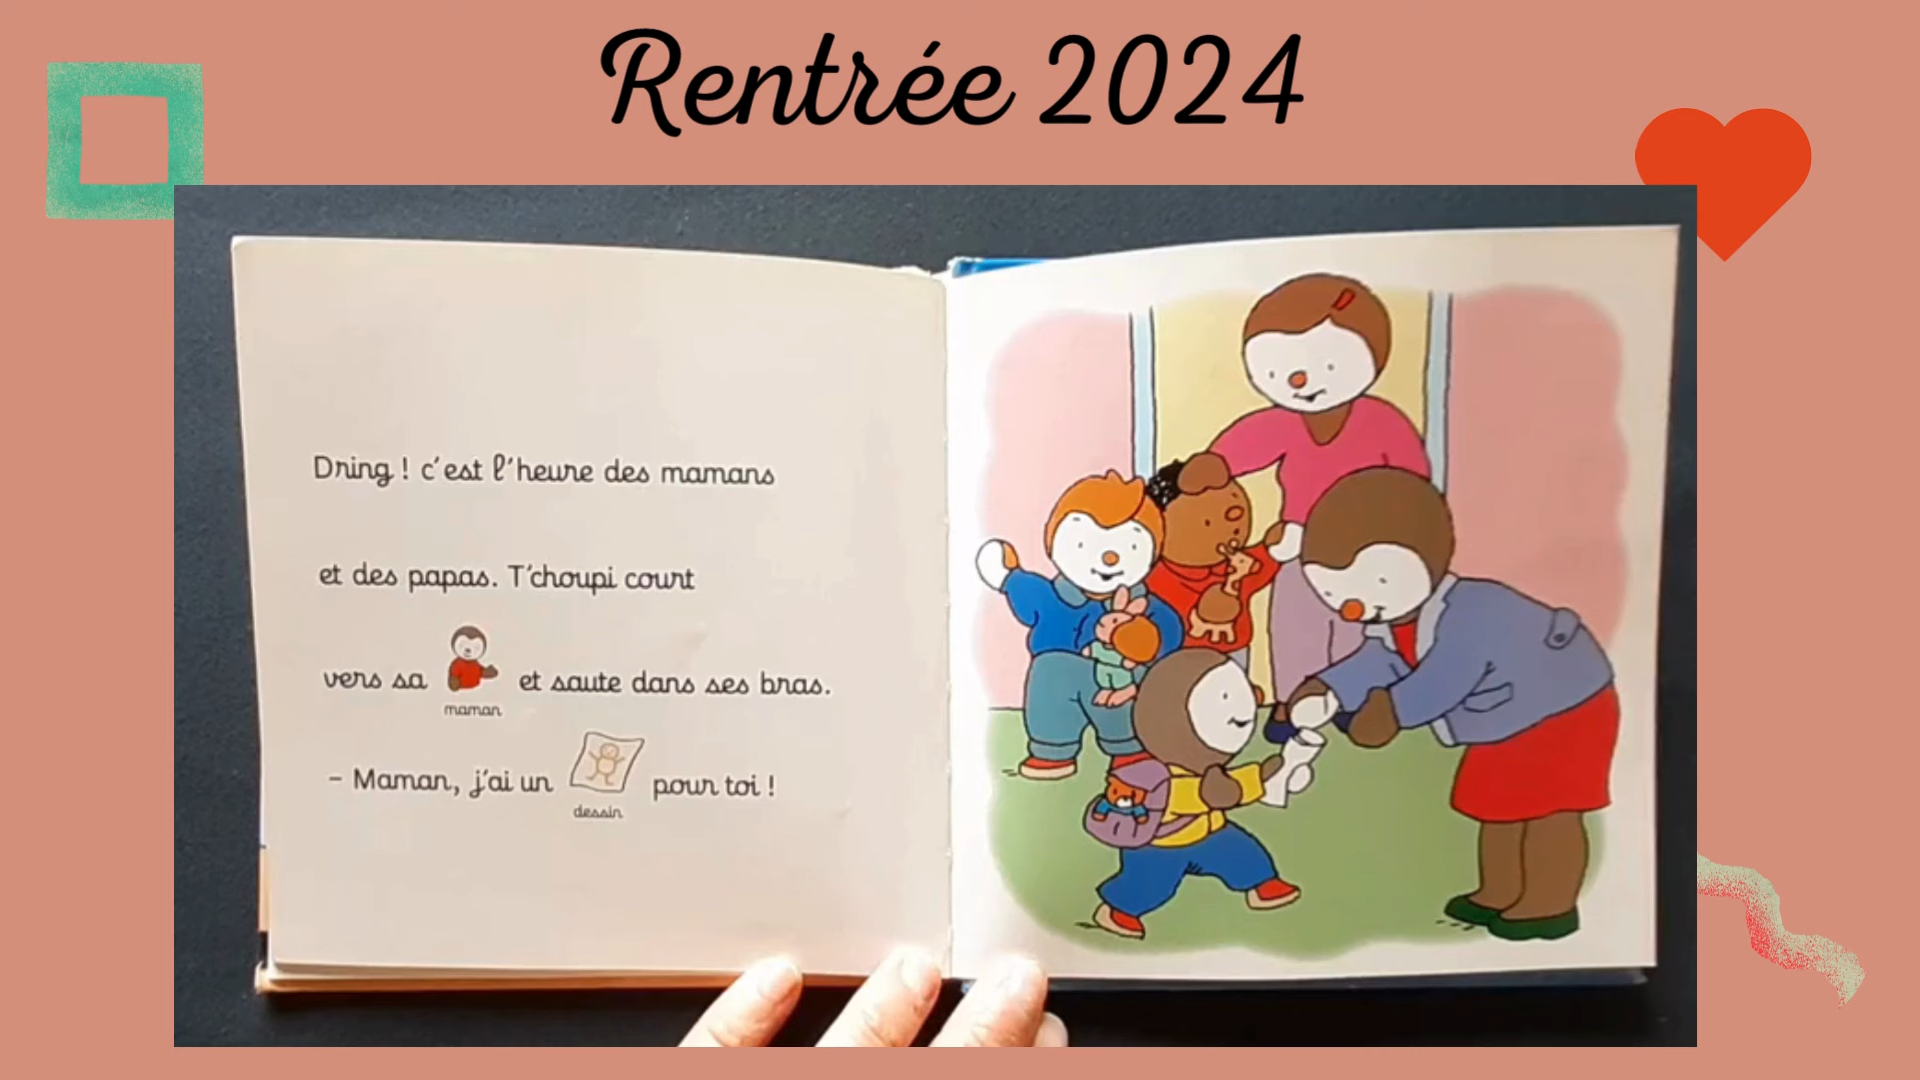 Rentrée 2024
Dring ! c'est l'heure des mamans
et des papas. T'choupi court
vers sa maman et saute dans ses bras.
– Maman, j'ai un dessin pour toi !